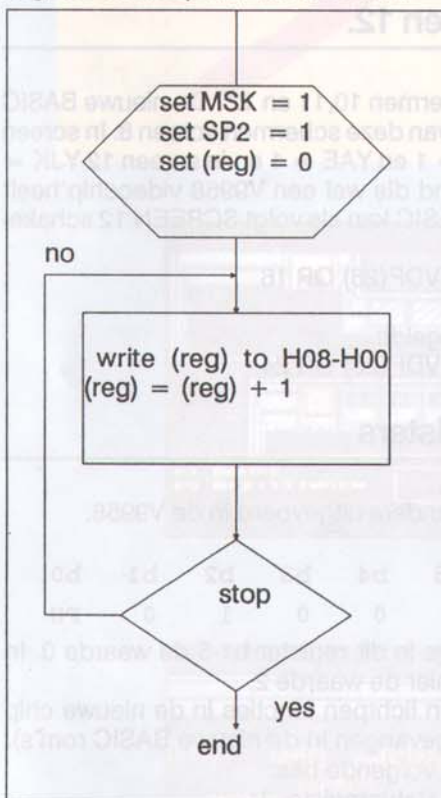 set MSK = 1
set SP2 = 1
set (reg) = 0
no
write (reg) to H08-H00
(reg) = (reg) + 1
stop
yes
end